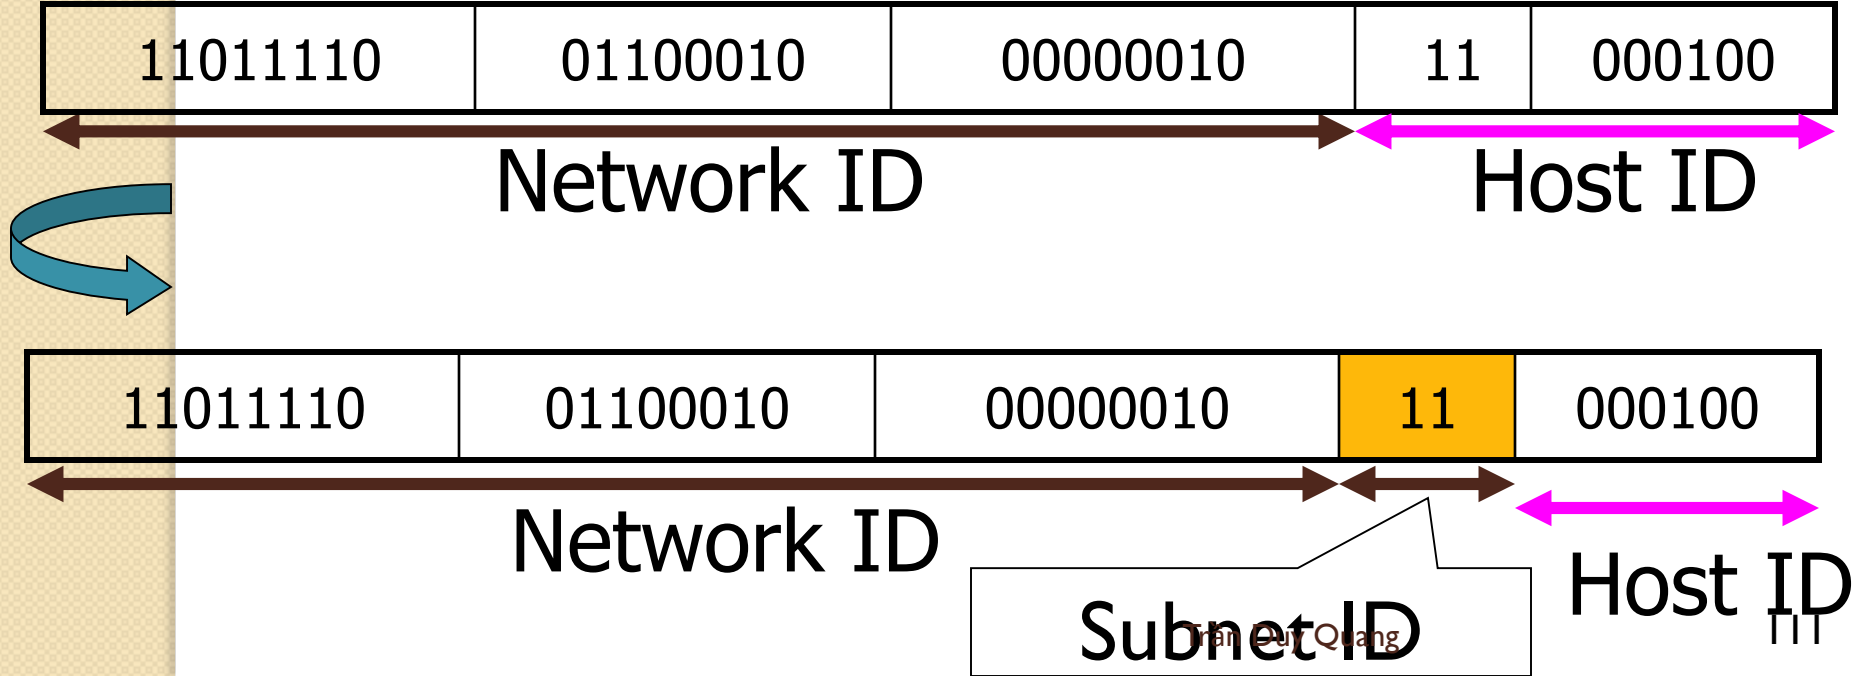 11011110 01100010 00000010 11 000100
Network ID Host ID
11011110 01100010 00000010 11 000100
Network ID
Host ID
Subnet ID
Trần Duy Quang
111